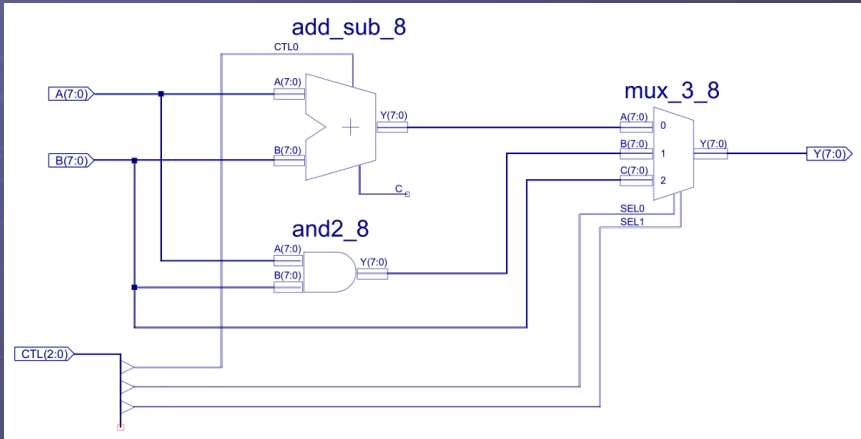 add_sub_8
CTL0
A(7:0)
A(7:0)
Y(7:0)
B(7:0)
B(7:0)
C
mux_3_8
A(7:0)
0
B(7:0)
1
Y(7:0)
Y(7:0)
C(7:0)
2
SEL0
SEL1
and2_8
A(7:0)
Y(7:0)
B(7:0)
CTL(2:0)